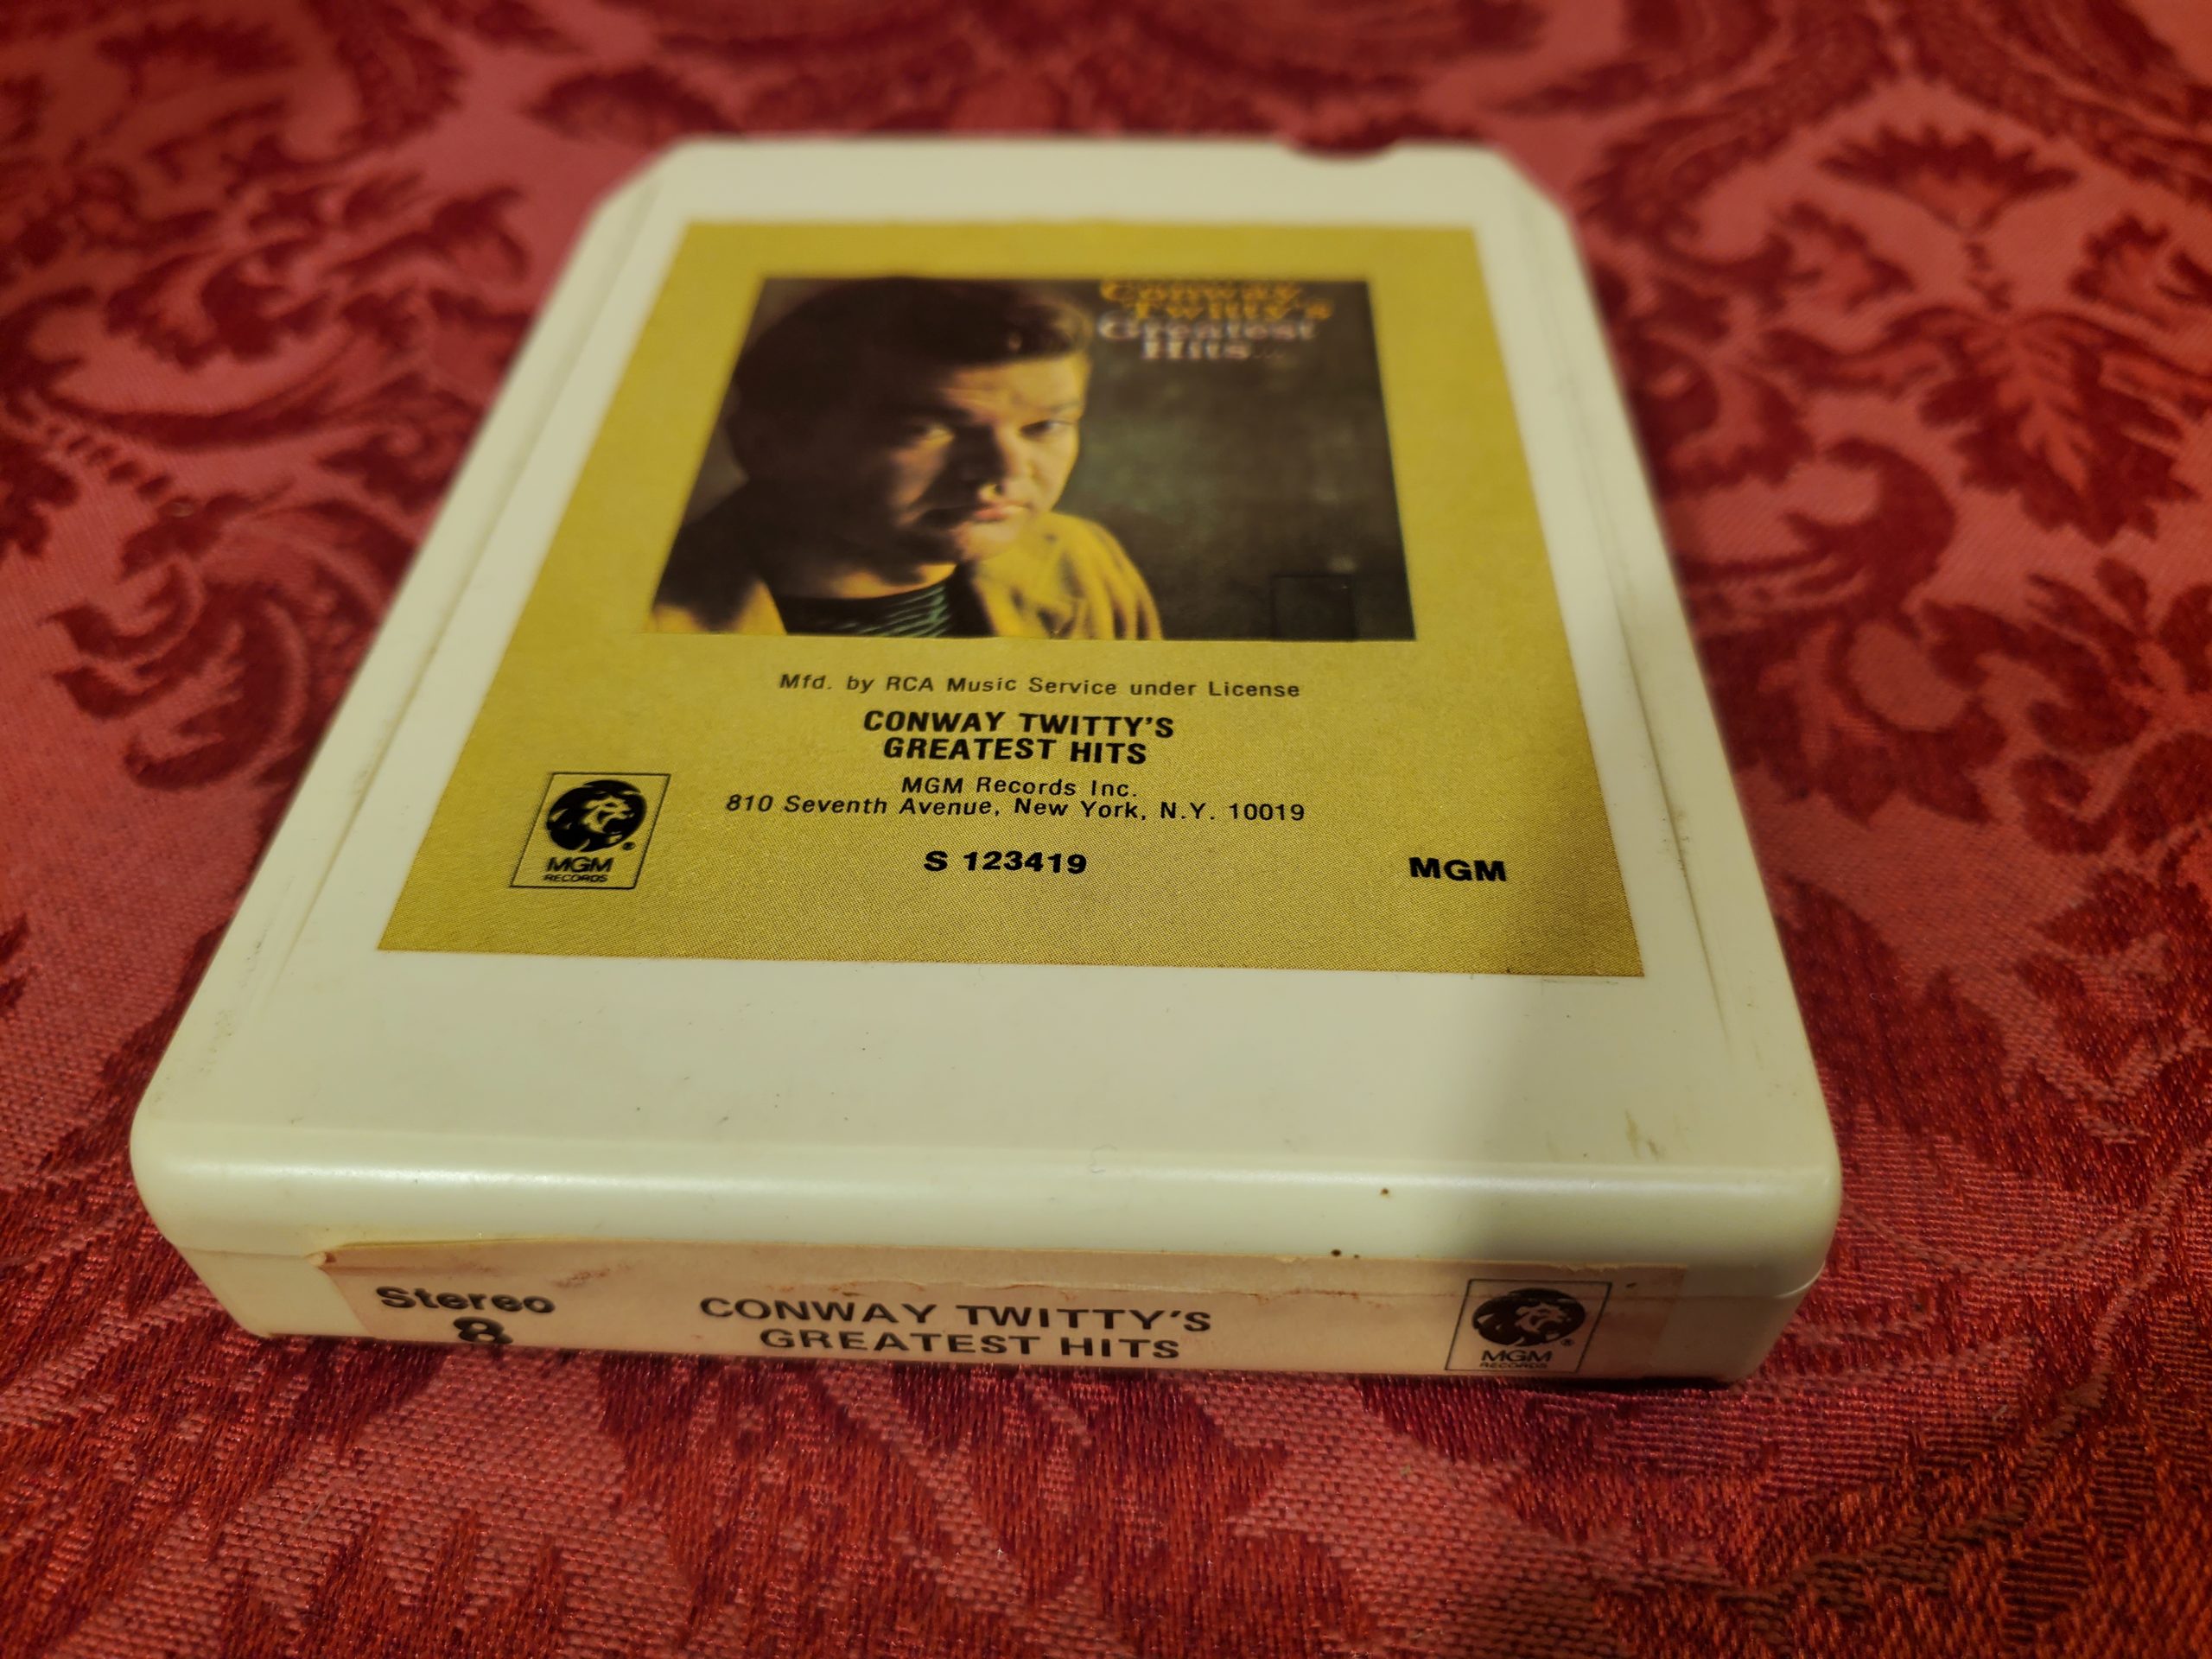 Conway
Twitty's
Greatest
Hits...
Mfd. by RCA Music Service under License
CONWAY TWITTY'S
GREATEST HITS
MGM Records Inc.
810 Seventh Avenue, New York, N.Y. 10019
MGM
RECORDS
®
S 123419
MGM
Stereo
8
CONWAY TWITTY'S
GREATEST HITS
MGM
RECORDS
®